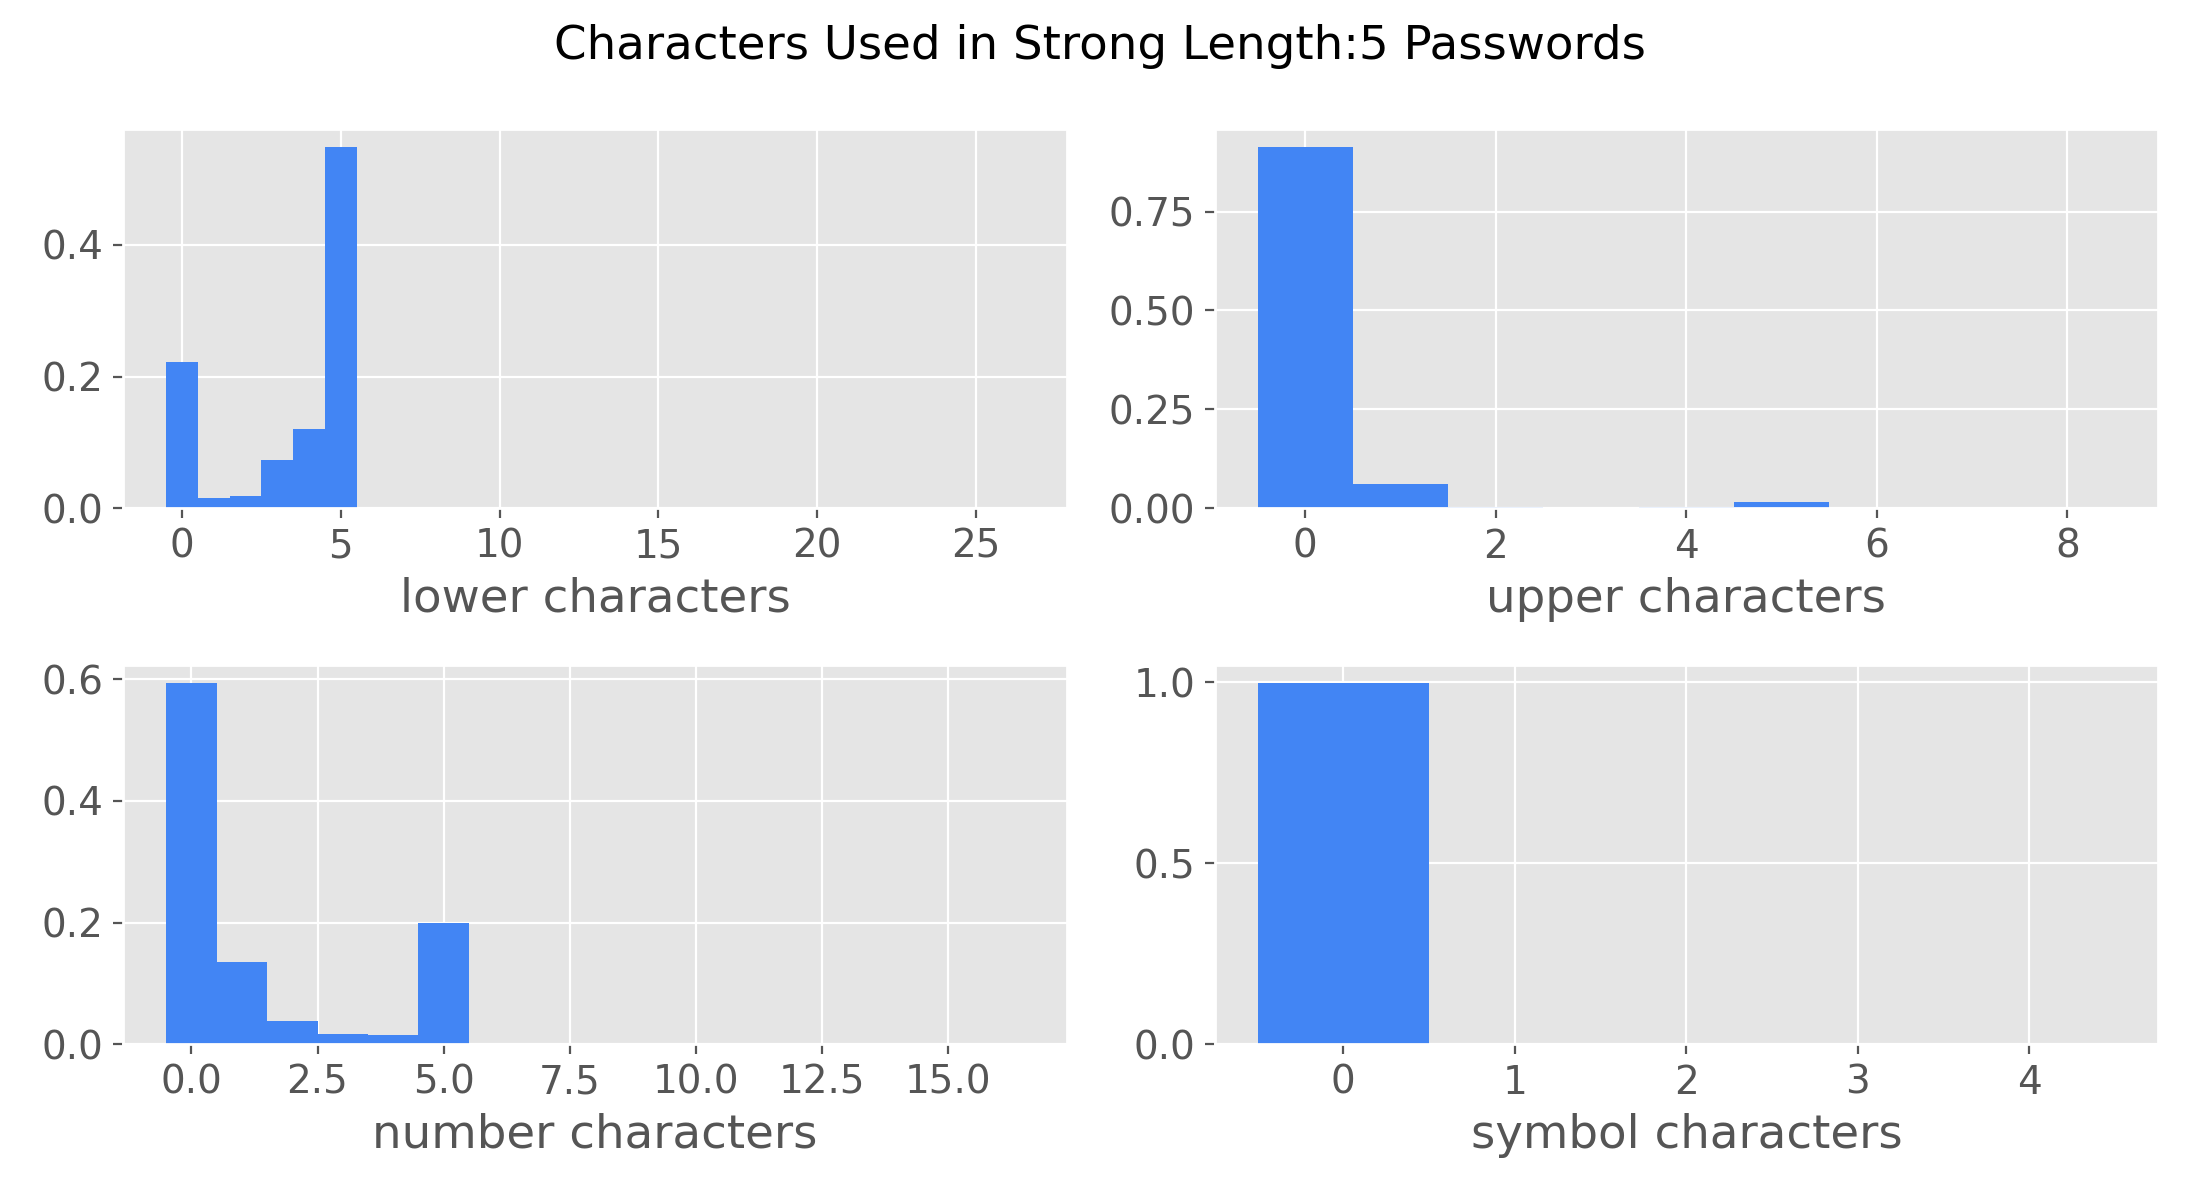 Characters Used in Strong Length:5 Passwords
0.4
0.2
0.0
0 5 10 15 20 25
lower characters
0.75
0.50
0.25
0.00
0 2 4 6 8
upper characters
0.6
0.4
0.2
0.0
0.0 2.5 5.0 7.5 10.0 12.5 15.0
number characters
1.0
0.5
0.0
0 1 2 3 4
symbol characters